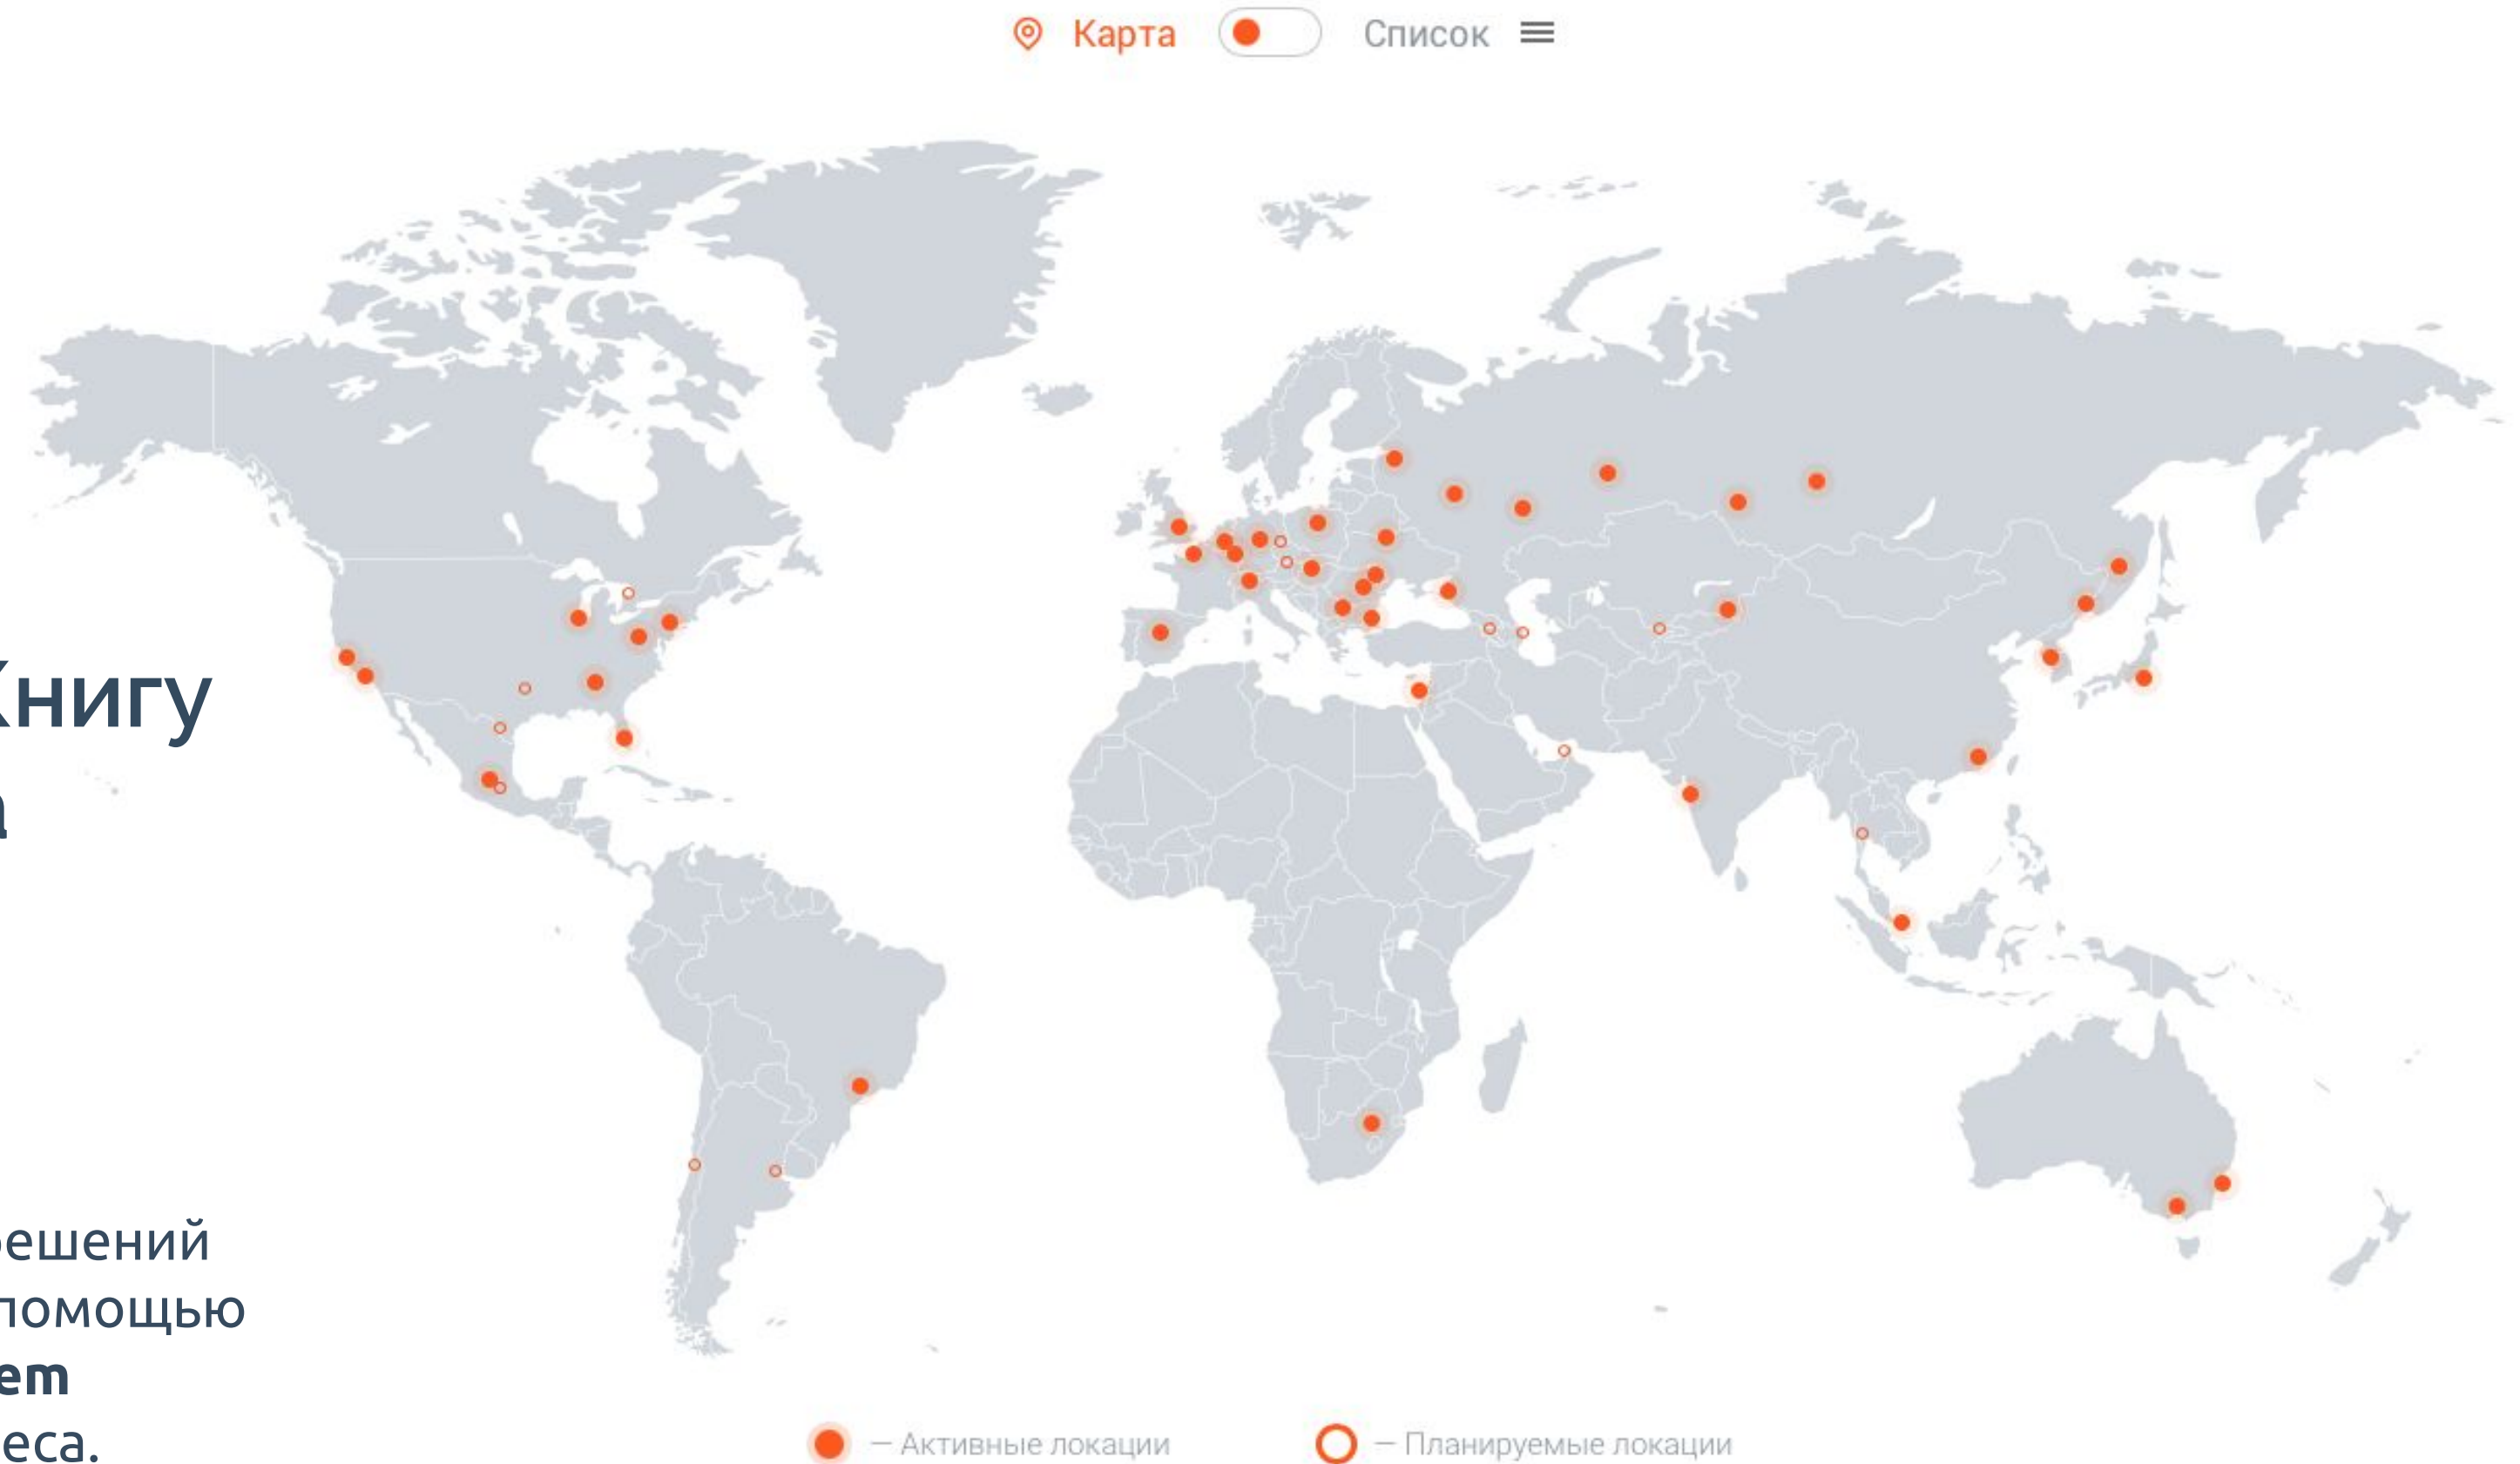 Карта
Список
Книгу
а
решений
помощью
em
еса.
— Активные локации
— Планируемые локации